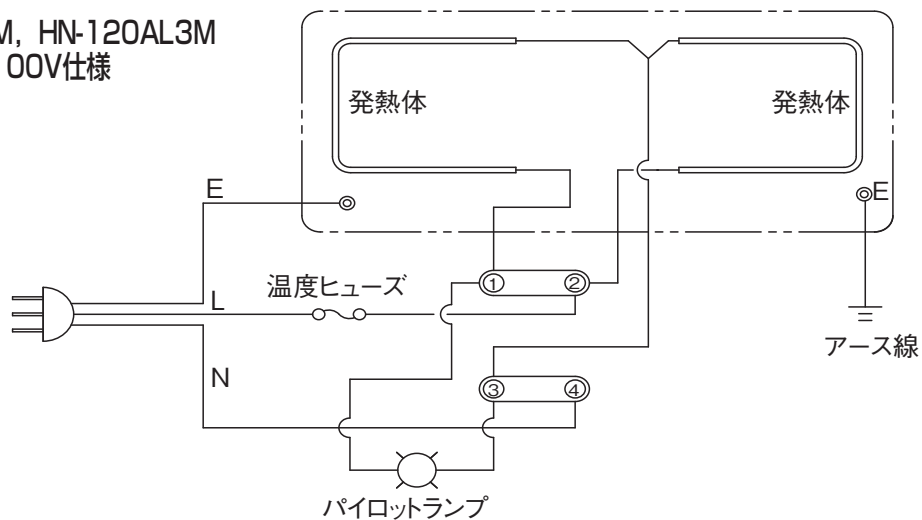 M, HN-120AL3M
00V仕様
発熱体
発熱体
E
E
温度ヒューズ
①
②
L
アース線
N
③
④
パイロットランプ